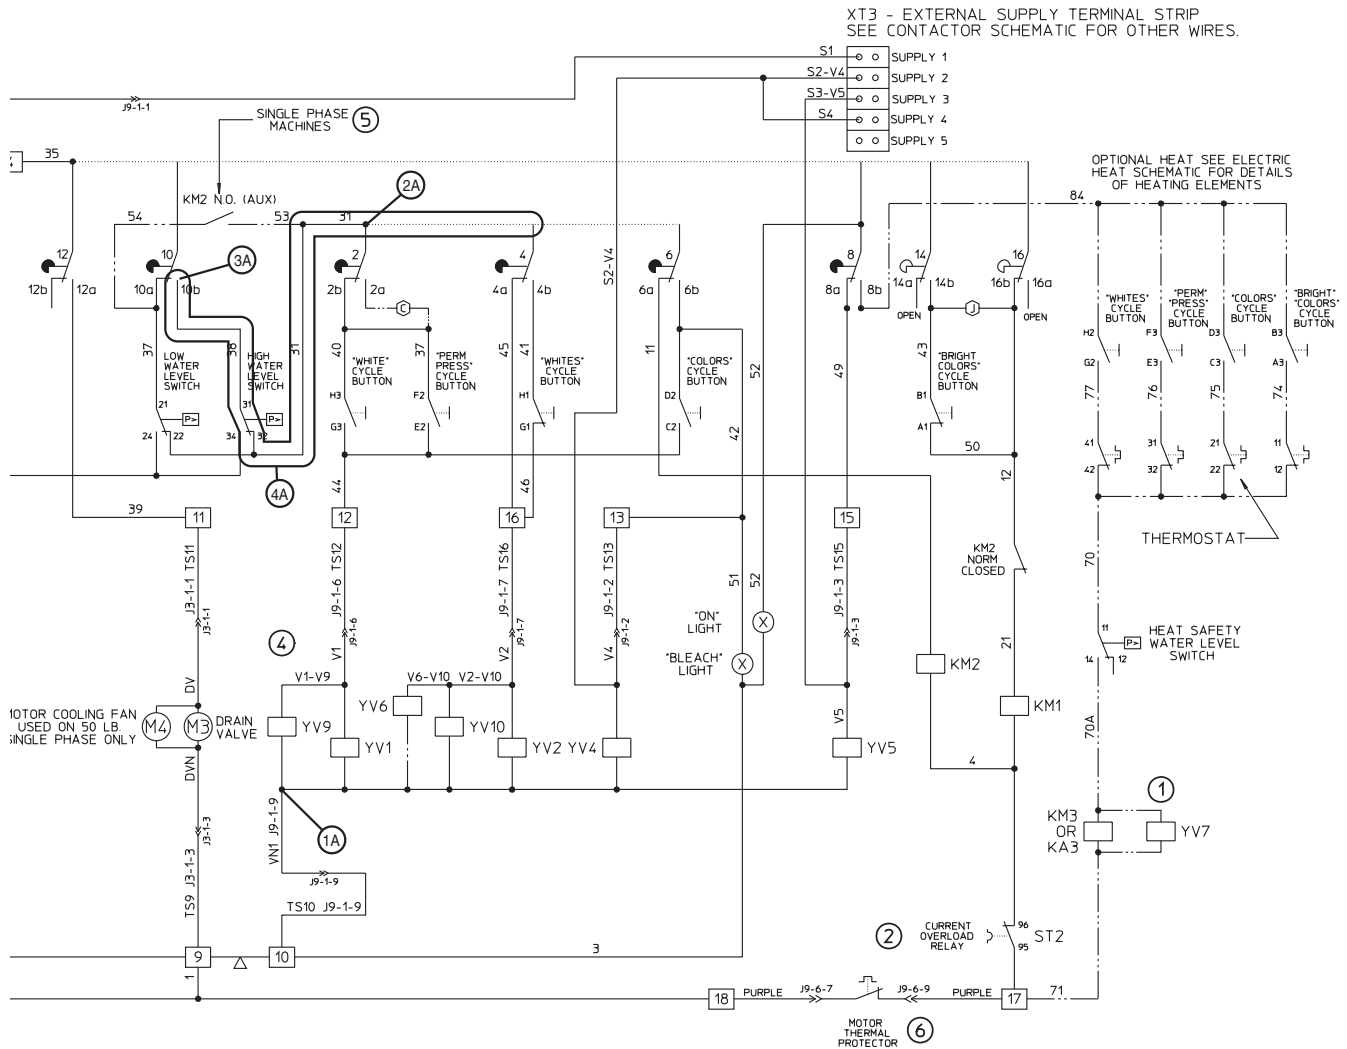 XT3 - EXTERNAL SUPPLY TERMINAL STRIP
SEE CONTACTOR SCHEMATIC FOR OTHER WIRES.
S1
SUPPLY 1
S2-V4
SUPPLY 2
S3-V5
SUPPLY 3
S4
SUPPLY 4
SUPPLY 5
J9-1-1
SINGLE PHASE
MACHINES
5
35
OPTIONAL HEAT SEE ELECTRIC
HEAT SCHEMATIC FOR DETAILS
OF HEATING ELEMENTS
2A
KM2 N.O. (AUX)
54
53
31
84
S2-V4
12
10
3A
2
4
6
8
14
16
12b
12a
10a
10b
2b
2a
4a
4b
6a
6b
8a
8b
14a
14b
16b
16a
C
J
OPEN
OPEN
37
38
31
40
37
45
41
11
42
52
49
43
LOW
WATER
LEVEL
SWITCH
HIGH
WATER
LEVEL
SWITCH
"WHITE"
CYCLE
BUTTON
"PERM
PRESS"
CYCLE
BUTTON
"WHITES"
CYCLE
BUTTON
"COLORS"
CYCLE
BUTTON
"BRIGHT
COLORS"
CYCLE
BUTTON
"WHITES"
CYCLE
BUTTON
"PERM
PRESS"
CYCLE
BUTTON
"COLORS"
CYCLE
BUTTON
"BRIGHT"
"COLORS"
CYCLE
BUTTON
H2
G2
F3
E3
D3
C3
B3
A3
77
76
75
74
21
P>
24
22
31
P>
34
32
H3
G3
F2
E2
H1
G1
D2
C2
B1
A1
41
42
31
32
21
22
11
12
50
12
4A
44
46
39
11
12
16
13
15
THERMOSTAT
J3-1-1 TS11
J9-1-6 TS12
J9-1-7 TS16
J9-1-2 TS13
J9-1-3 TS15
51
52
KM2
NORM
CLOSED
70
J3-1-1
J9-1-6
J9-1-7
J9-1-2
J9-1-3
"ON"
LIGHT
X
"BLEACH"
LIGHT
X
4
V1
V2
V4
21
11
P>
14
12
HEAT SAFETY
WATER LEVEL
SWITCH
KM2
DV
V1-V9
V6-V10
V2-V10
YV6
V5
KM1
MOTOR COOLING FAN
USED ON 50 LB.
SINGLE PHASE ONLY
M4
M3
DRAIN
VALVE
YV9
YV1
YV10
YV2
YV4
YV5
70A
DVN
4
1
1A
KM3
OR
KA3
YV7
J3-1-3
TS9 J3-1-3
VN1 J9-1-9
J9-1-9
TS10 J9-1-9
2
CURRENT
OVERLOAD
RELAY
96
95
ST2
9
10
3
1
18
PURPLE
J9-6-7
J9-6-9
PURPLE
17
71
MOTOR
THERMAL
PROTECTOR
6